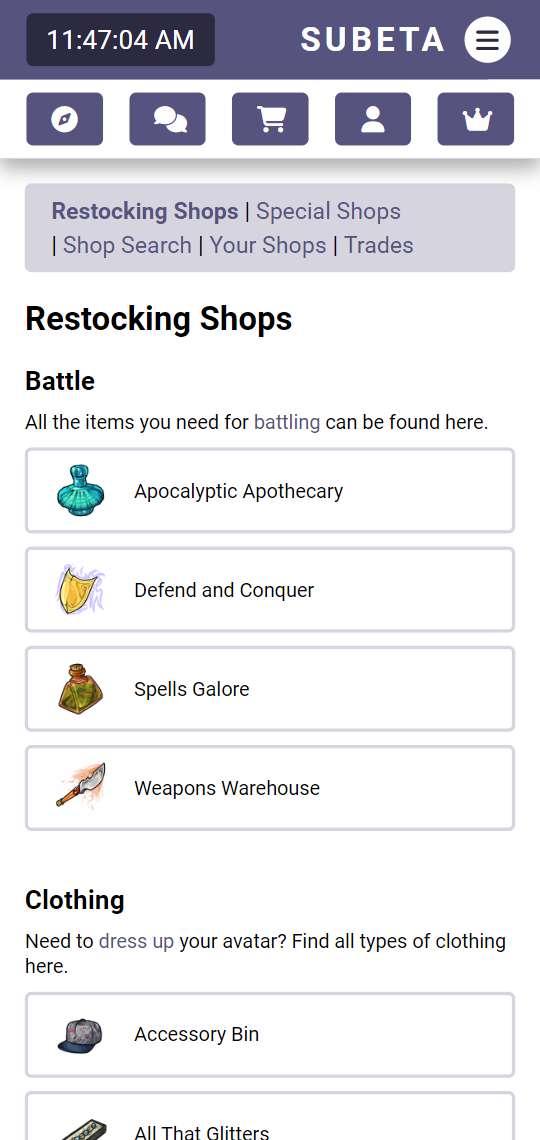 11:47:04 AM SUBETA
Restocking Shops | Special Shops
| Shop Search | Your Shops | Trades
Restocking Shops
Battle
All the items you need for battling can be found here.
Apocalyptic Apothecary
Defend and Conquer
Spells Galore
Weapons Warehouse
Clothing
Need to dress up your avatar? Find all types of clothing
here.
Accessory Bin
All That Glitters